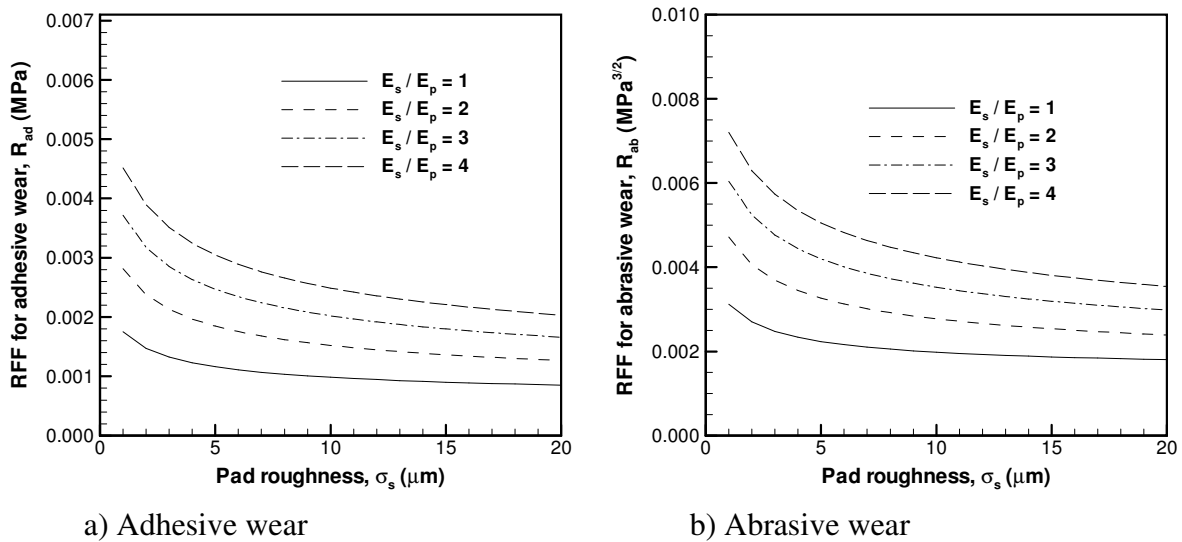 RFF for adhesive wear, R_ad (MPa)
0.007
0.006
0.005
0.004
0.003
0.002
0.001
0.000
E_s / E_p = 1
E_s / E_p = 2
E_s / E_p = 3
E_s / E_p = 4
0 5 10 15 20
Pad roughness, σ_s (μm)
a) Adhesive wear
RFF for abrasive wear, R_ab (MPa^3/2)
0.010
0.008
0.006
0.004
0.002
0.000
E_s / E_p = 1
E_s / E_p = 2
E_s / E_p = 3
E_s / E_p = 4
0 5 10 15 20
Pad roughness, σ_s (μm)
b) Abrasive wear